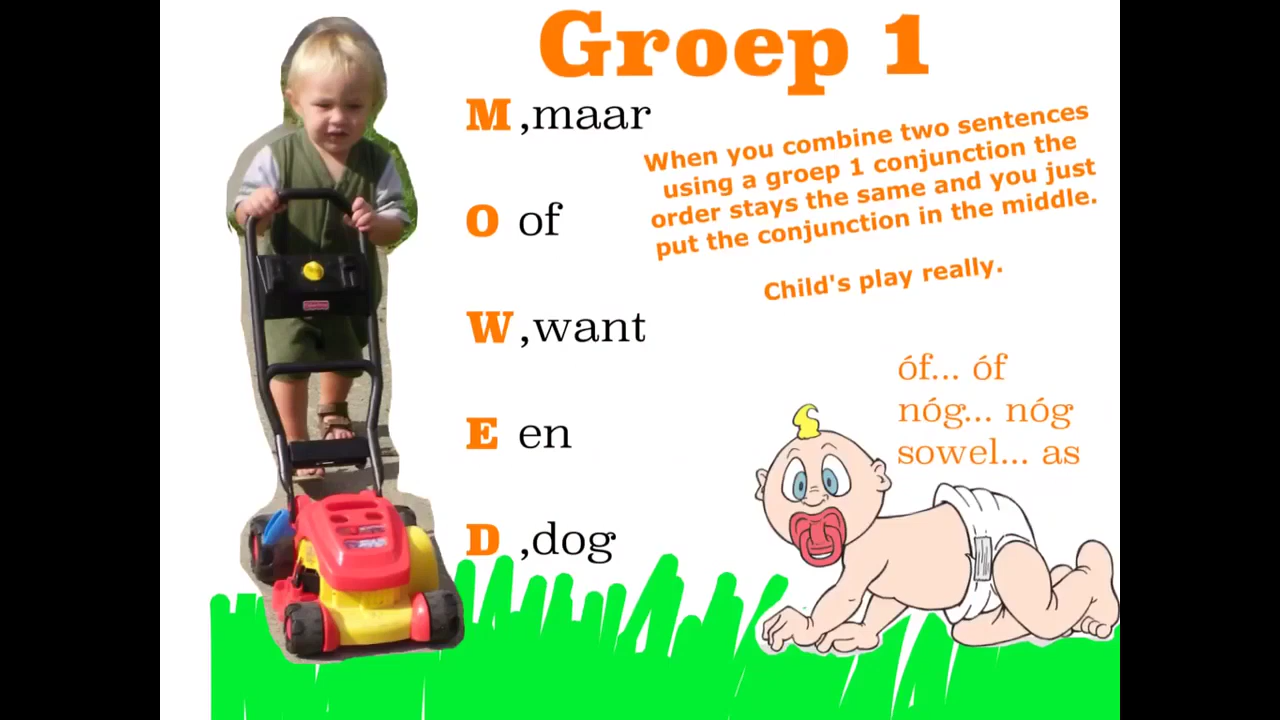 Groep 1
M ,maar
O of
W ,want
E en
D ,dog
When you combine two sentences
using a groep 1 conjunction the
order stays the same and you just
put the conjunction in the middle.
Child's play really.
óf... óf
nóg... nóg
sowel... as